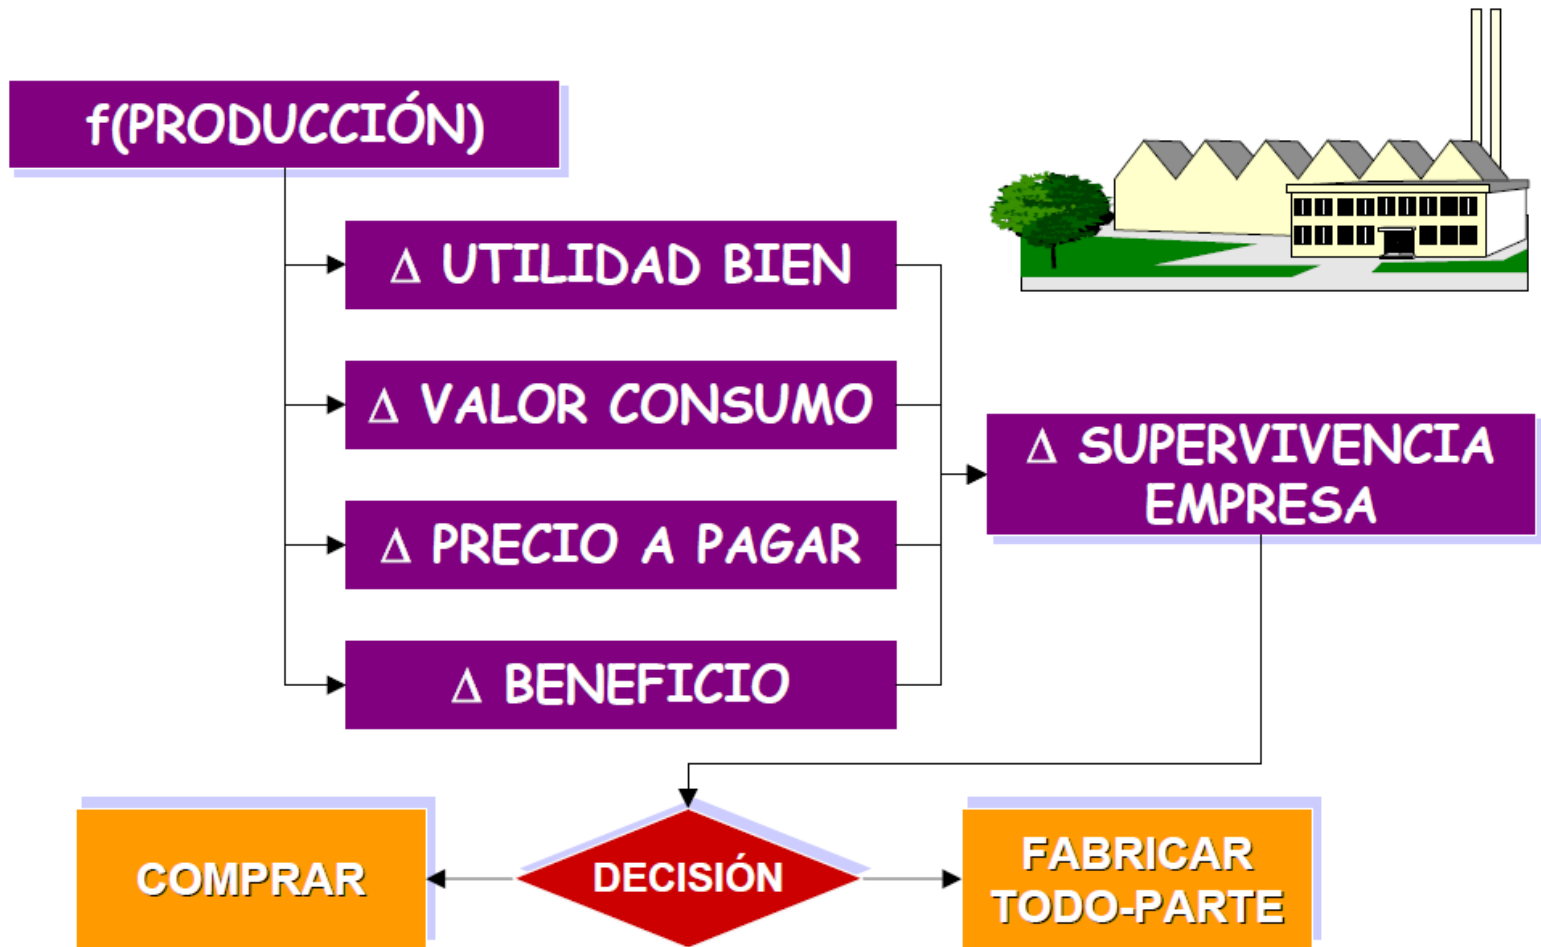 f(PRODUCCIÓN)
Δ UTILIDAD BIEN
Δ VALOR CONSUMO
Δ PRECIO A PAGAR
Δ BENEFICIO
Δ SUPERVIVENCIA
EMPRESA
COMPRAR
DECISIÓN
FABRICAR
TODO-PARTE